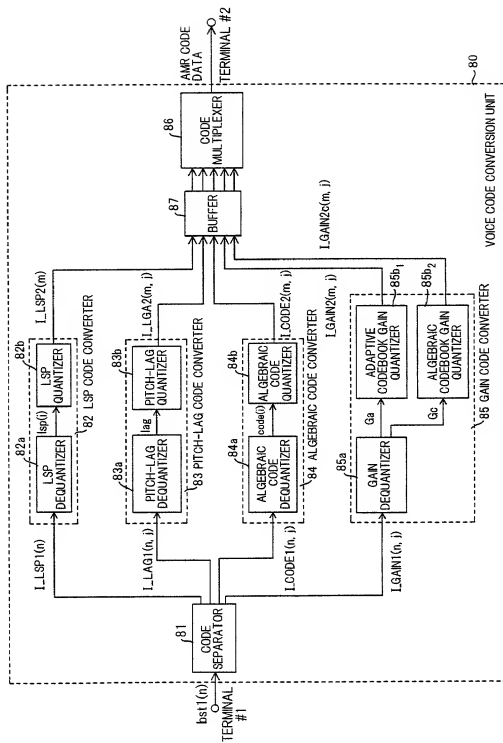 bst1(n)
TERMINAL
#1
81
CODE
SEPARATOR
I_LSP1(n)
82a
LSP
DEQUANTIZER
lsp(i)
82b
LSP
QUANTIZER
82 LSP CODE CONVERTER
I_LSP2(m)
I_LAG1(n, j)
83a
PITCH-LAG
DEQUANTIZER
lag
83b
PITCH-LAG
QUANTIZER
83 PITCH-LAG CODE CONVERTER
I_LGA2(m, j)
I_CODE1(n, j)
84a
ALGEBRAIC
CODE
DEQUANTIZER
code(i)
84b
ALGEBRAIC
CODE
QUANTIZER
84 ALGEBRAIC CODE CONVERTER
I_CODE2(m, j)
I_GAIN1(n, j)
85a
GAIN
DEQUANTIZER
Ga
Gc
ADAPTIVE
CODEBOOK GAIN
QUANTIZER
85b1
ALGEBRAIC
CODEBOOK GAIN
QUANTIZER
85b2
85 GAIN CODE CONVERTER
I_GAIN2(m, j)
I_GAIN2c(m, j)
87
BUFFER
86
CODE
MULTIPLEXER
AMR CODE
DATA
TERMINAL #2
80
VOICE CODE CONVERSION UNIT